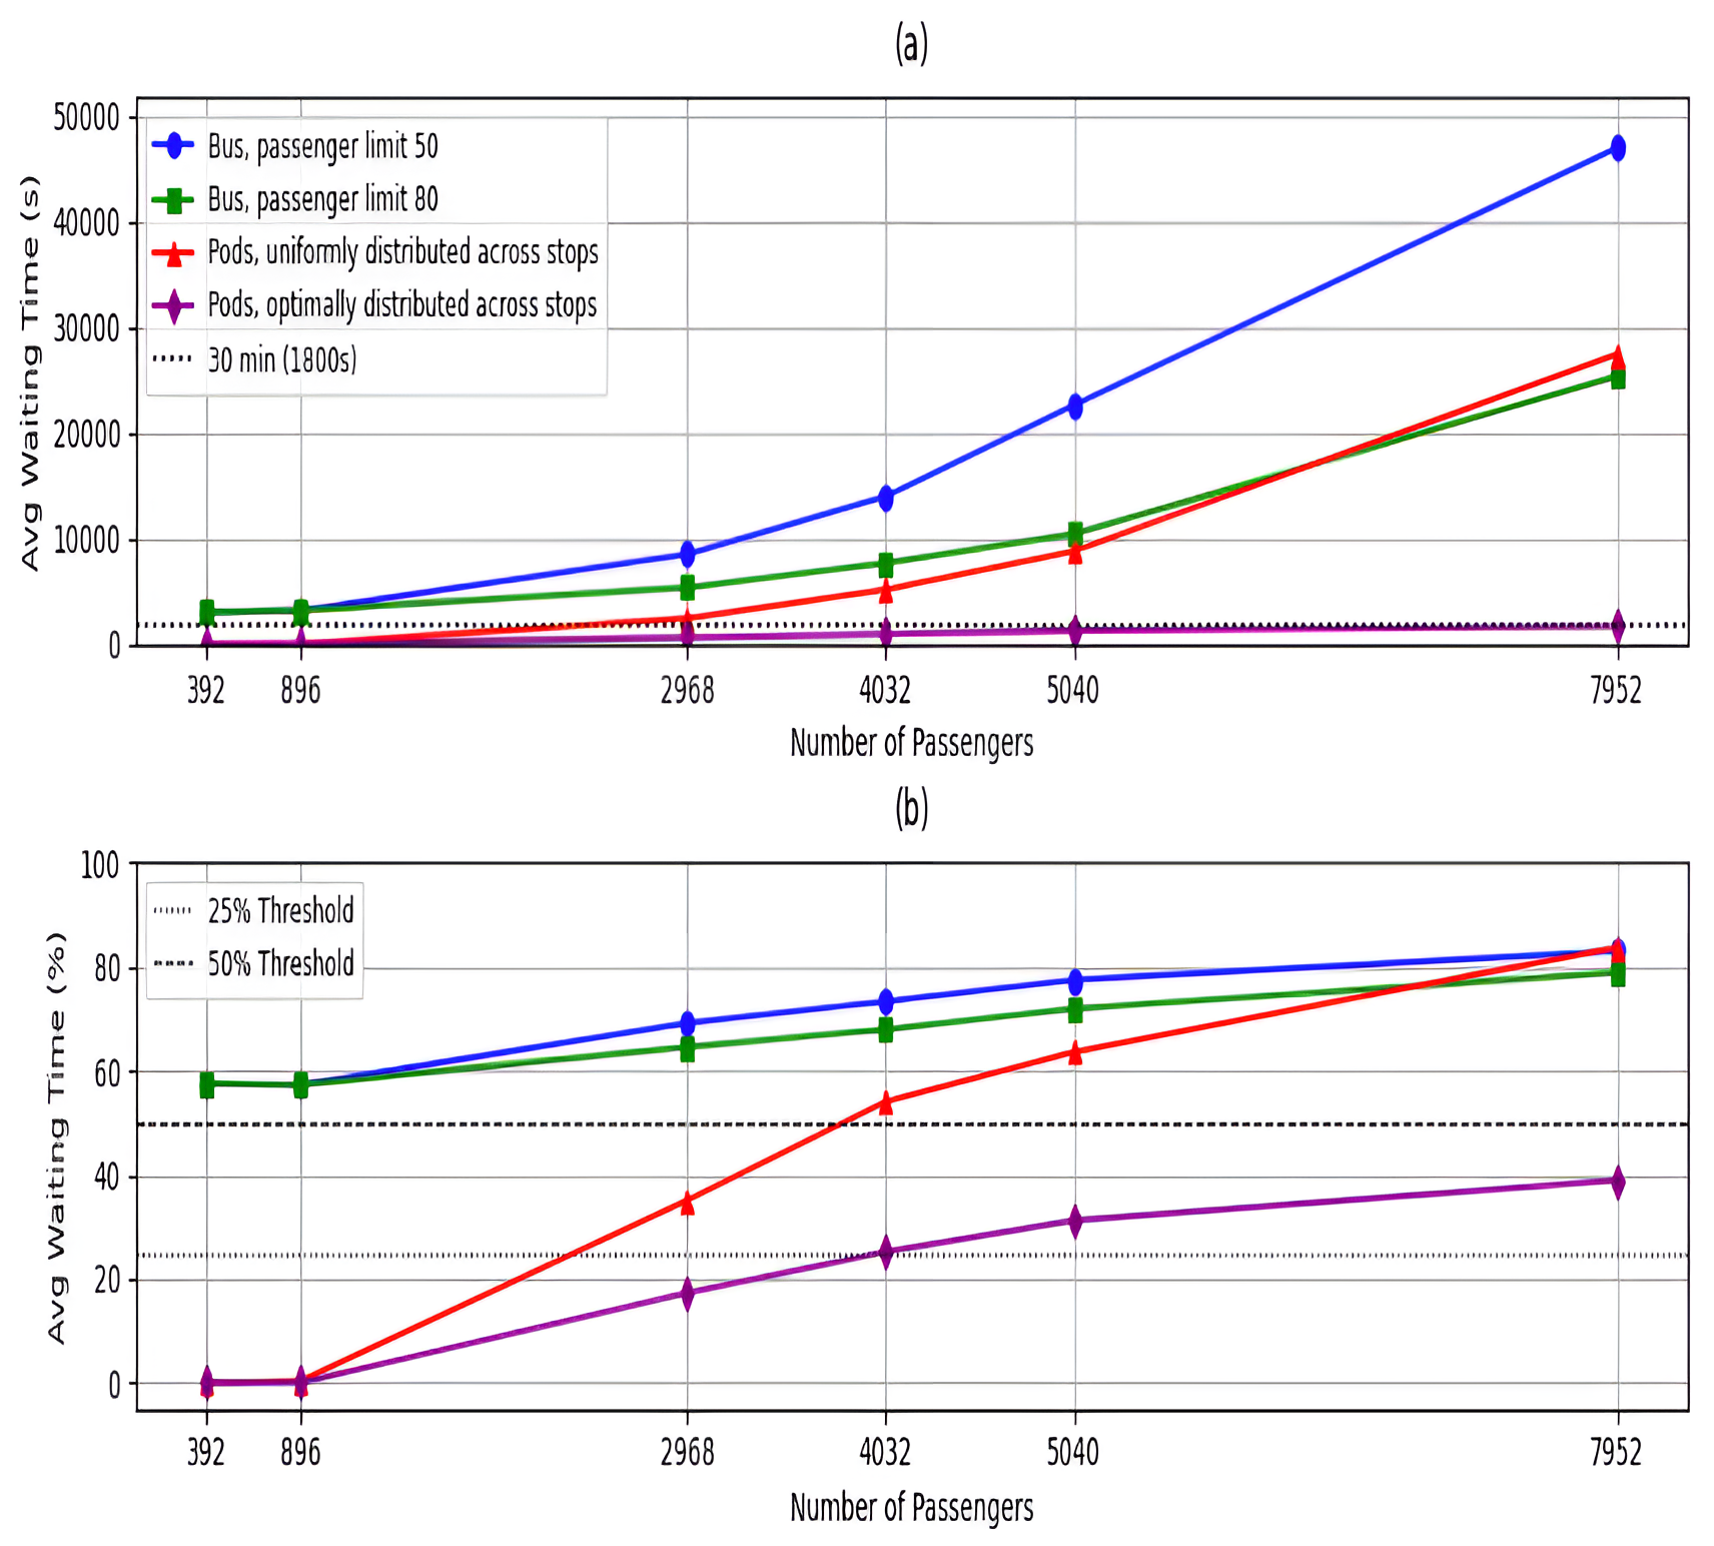 (a)
50000
40000
30000
20000
10000
0
Avg Waiting Time (s)
Bus, passenger limit 50
Bus, passenger limit 80
Pods, uniformly distributed across stops
Pods, optimally distributed across stops
30 min (1800s)
392 896 2968 4032 5040 7952
Number of Passengers
(b)
100
80
60
40
20
0
Avg Waiting Time (%)
25% Threshold
50% Threshold
392 896 2968 4032 5040 7952
Number of Passengers